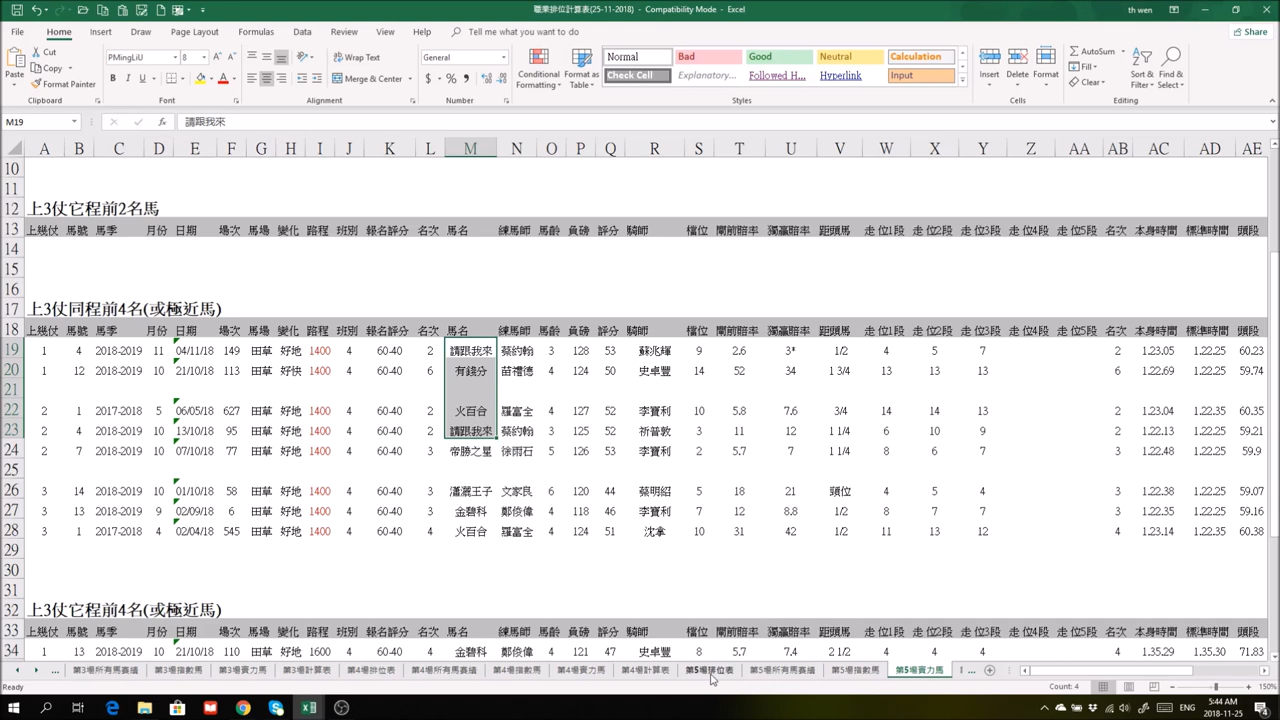 職業排位計算表(25-11-2018) - Compatibility Mode - Excel th wen
File Home Insert Draw Page Layout Formulas Data Review View Help Tell me what you want to do Share
Paste Cut Copy Format Painter Clipboard
PMingLiU 8 Font
Wrap Text Merge & Center Alignment
General Number
Conditional Formatting Format as Table Normal Bad Good Neutral Calculation
Check Cell Explanatory... Followed H... Hyperlink Input Styles
Insert Delete Format Cells
AutoSum Fill Clear Sort & Filter Find & Select Editing
M19 請跟我來
A B C D E F G H I J K L M N O P Q R S T U V W X Y Z AA AB AC AD AE
10
11
12 上3仗它程前2名馬
13 上幾仗 馬號 馬季 月份 日期 場次 馬場 變化 路程 班別 報名評分 名次 馬名 練馬師 馬齡 負磅 評分 騎師 檔位 閘前賠率 獨贏賠率 距頭馬 走位1段 走位2段 走位3段 走位4段 走位5段 名次 本身時間 標準時間 頭段
14
15
16
17 上3仗同程前4名(或極近馬)
18 上幾仗 馬號 馬季 月份 日期 場次 馬場 變化 路程 班別 報名評分 名次 馬名 練馬師 馬齡 負磅 評分 騎師 檔位 閘前賠率 獨贏賠率 距頭馬 走位1段 走位2段 走位3段 走位4段 走位5段 名次 本身時間 標準時間 頭段
19 1 4 2018-2019 11 04/11/18 149 田草 好地 1400 4 60-40 2 請跟我來 蔡約翰 3 128 53 蘇兆輝 9 2.6 3* 1/2 4 5 7 2 1.23.05 1.22.25 60.23
20 1 12 2018-2019 10 21/10/18 113 田草 好快 1400 4 60-40 6 有錢分 苗禮德 4 124 50 史卓豐 14 52 34 1 3/4 13 13 13 6 1.22.69 1.22.25 59.74
21
22 2 1 2017-2018 5 06/05/18 627 田草 好地 1400 4 60-40 2 火百合 羅富全 4 127 52 李寶利 10 5.8 7.6 3/4 14 14 13 2 1.23.04 1.22.25 60.35
23 2 4 2018-2019 10 13/10/18 95 田草 好地 1400 4 60-40 2 請跟我來 蔡約翰 3 125 52 祈普敦 3 11 12 1 1/4 6 10 9 2 1.22.13 1.22.25 59.21
24 2 7 2018-2019 10 07/10/18 77 田草 好地 1400 4 60-40 3 帝勝之星 徐雨石 5 126 53 李寶利 2 5.7 7 1 1/4 8 6 7 3 1.22.48 1.22.25 59.9
25
26 3 14 2018-2019 10 01/10/18 58 田草 好地 1400 4 60-40 3 瀟灑王子 文家良 6 120 44 蔡明紹 5 18 21 頸位 4 5 4 3 1.22.38 1.22.25 59.07
27 3 13 2018-2019 9 02/09/18 6 田草 好地 1400 4 60-40 3 金碧科 鄭俊偉 4 118 46 李寶利 7 12 8.8 1/2 8 7 7 3 1.22.35 1.22.25 59.16
28 3 1 2017-2018 4 02/04/18 545 田草 好地 1400 4 60-40 4 火百合 羅富全 4 124 51 沈拿 10 31 42 1 1/2 11 13 13 4 1.23.14 1.22.35 60.38
29
30
31
32 上3仗它程前4名(或極近馬)
33 上幾仗 馬號 馬季 月份 日期 場次 馬場 變化 路程 班別 報名評分 名次 馬名 練馬師 馬齡 負磅 評分 騎師 檔位 閘前賠率 獨贏賠率 距頭馬 走位1段 走位2段 走位3段 走位4段 走位5段 名次 本身時間 標準時間 頭段
34 1 13 2018-2019 10 21/10/18 110 田草 好地 1600 4 60-40 4 金碧科 鄭俊偉 4 121 47 史卓豐 8 5.7 7.4 2 1/2 4 4 4 4 1.35.29 1.35.30 71.83
... 第3場所有馬賽績 第3場指數馬 第3場賣力馬 第3場計算表 第4場排位表 第4場所有馬賽績 第4場指數馬 第4場賣力馬 第4場計算表 第5場排位表 第5場所有馬賽績 第5場指數馬 第5場賣力馬 ...
Ready Count: 4 150%
5:44 AM
2018-11-25